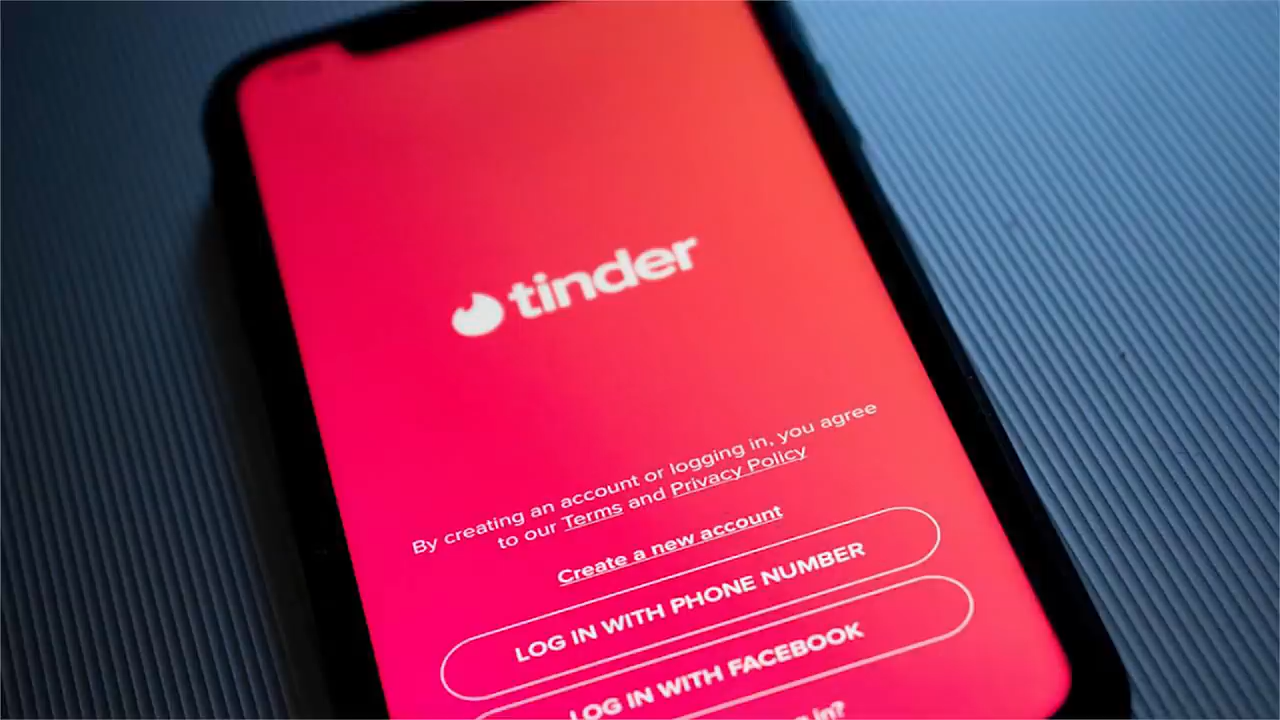 tinder
By creating an account or logging in, you agree
to our Terms and Privacy Policy
Create a new account
LOG IN WITH PHONE NUMBER
LOG IN WITH FACEBOOK
in?